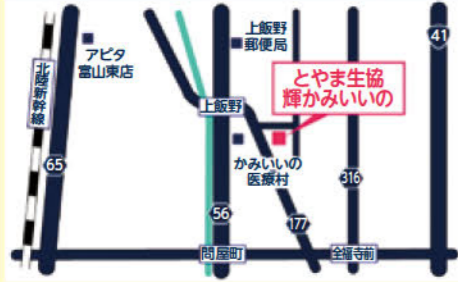 アピタ
富山東店
上飯野
郵便局
41
北陸新幹線
とやま生協
輝かみいいの
上飯野
かみいいの
医療村
65
316
56
177
問屋町
全福寺前